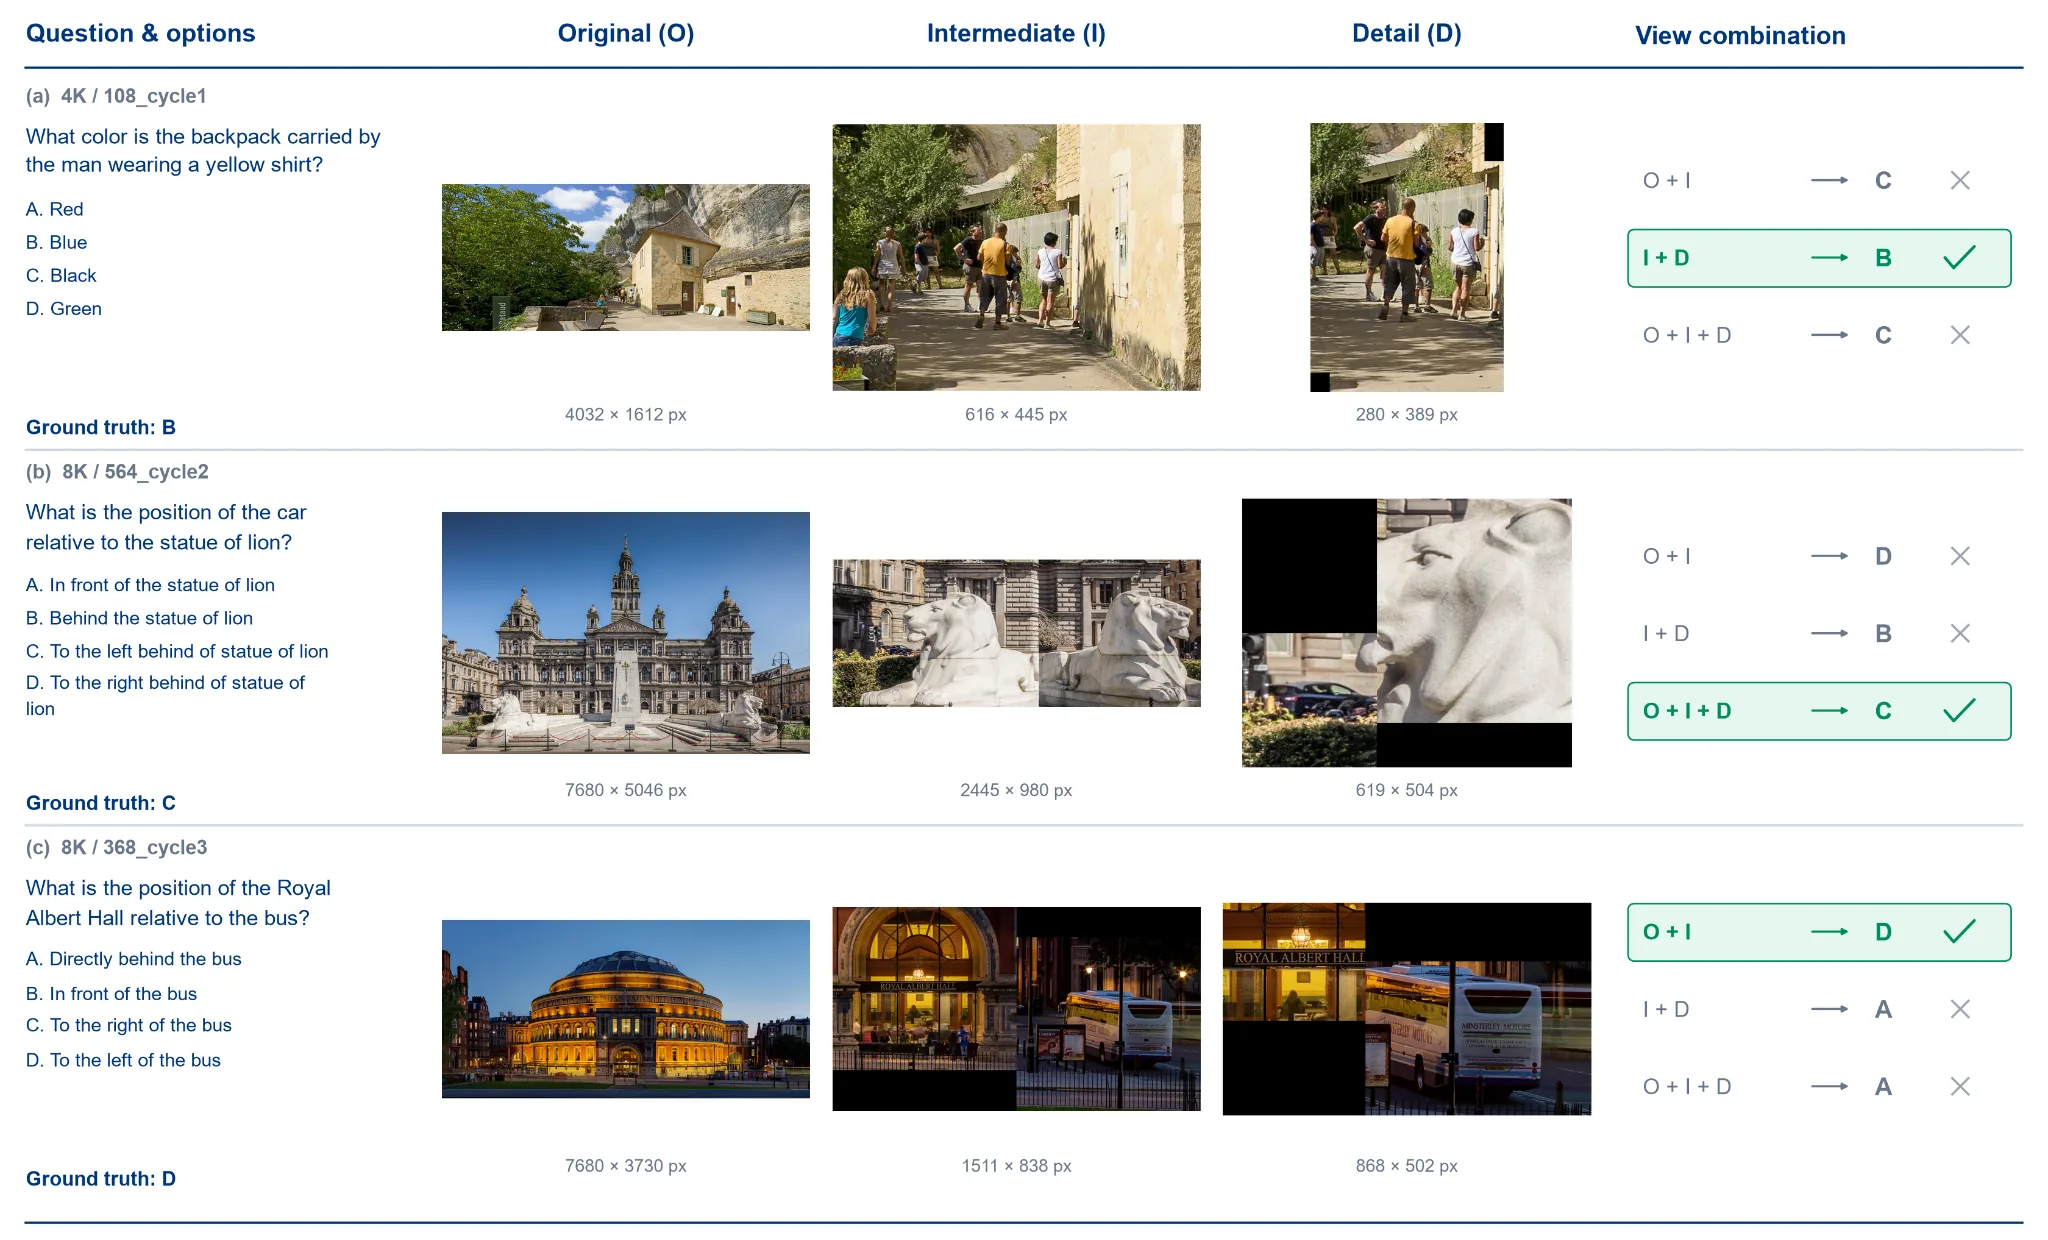 Question & options
Original (O)
Intermediate (I)
Detail (D)
View combination
(a) 4K / 108_cycle1
What color is the backpack carried by
the man wearing a yellow shirt?
A. Red
B. Blue
C. Black
D. Green
Ground truth: B
4032 × 1612 px
616 × 445 px
280 × 389 px
O + I → C ×
I + D → B ✓
O + I + D → C ×
(b) 8K / 564_cycle2
What is the position of the car
relative to the statue of lion?
A. In front of the statue of lion
B. Behind the statue of lion
C. To the left behind of statue of lion
D. To the right behind of statue of
lion
Ground truth: C
7680 × 5046 px
2445 × 980 px
619 × 504 px
O + I → D ×
I + D → B ×
O + I + D → C ✓
(c) 8K / 368_cycle3
What is the position of the Royal
Albert Hall relative to the bus?
A. Directly behind the bus
B. In front of the bus
C. To the right of the bus
D. To the left of the bus
Ground truth: D
ROYAL ALBERT HALL
ROYAL ALBERT HALL
MINSTERLEY MOTORS
MINSTERLEY MOTORS
7680 × 3730 px
1511 × 838 px
868 × 502 px
O + I → D ✓
I + D → A ×
O + I + D → A ×